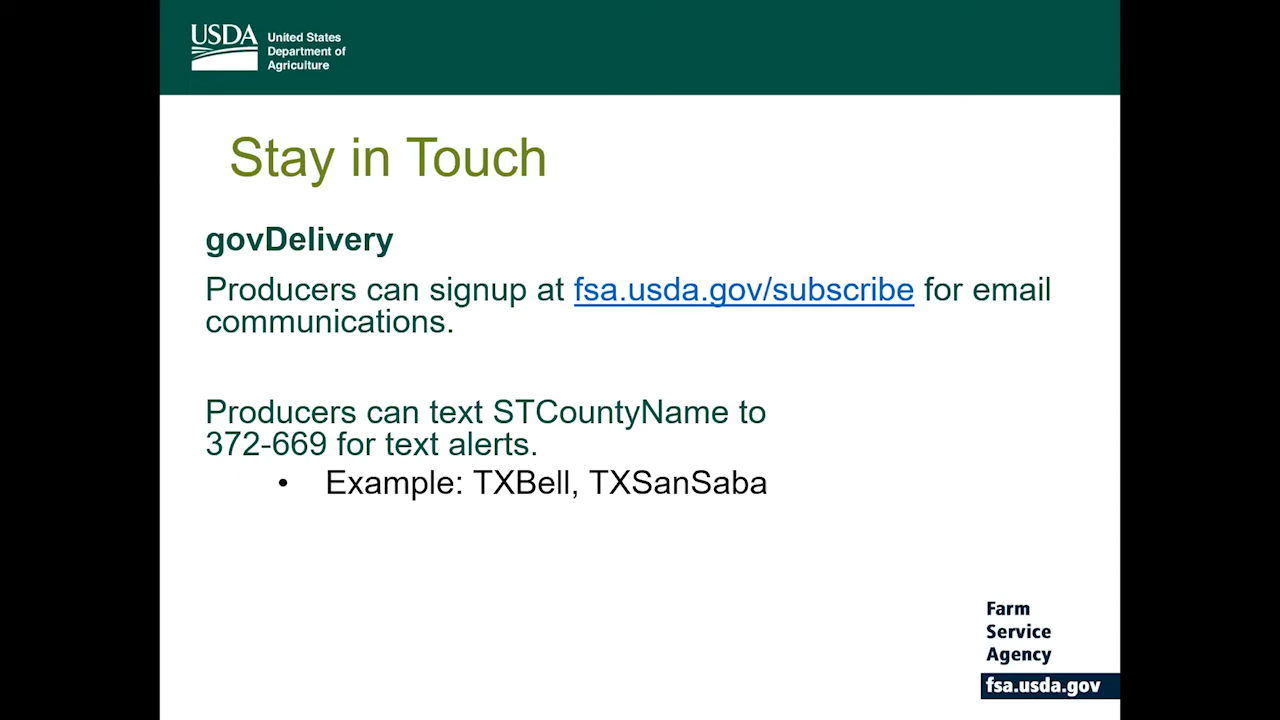 USDA
United States
Department of
Agriculture
Stay in Touch
govDelivery
Producers can signup at fsa.usda.gov/subscribe for email
communications.
Producers can text STCountyName to
372-669 for text alerts.
• Example: TXBell, TXSanSaba
Farm
Service
Agency
fsa.usda.gov